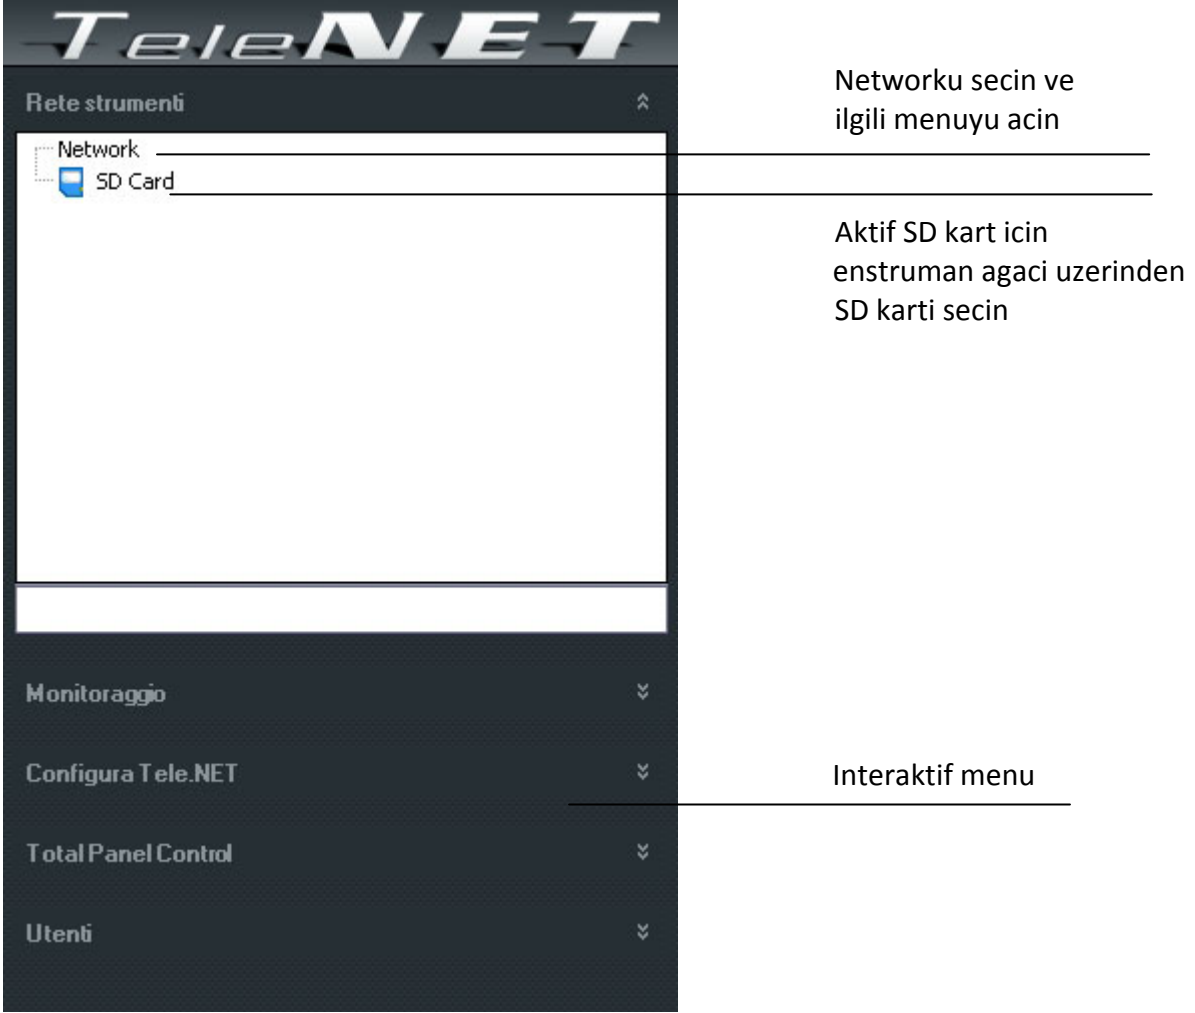 TeleNET
Rete strumenti
Network
SD Card
Monitoraggio
Configura Tele.NET
Total Panel Control
Utenti
Networku secin ve
ilgili menuyu acin
Aktif SD kart icin
enstruman agaci uzerinden
SD karti secin
Interaktif menu